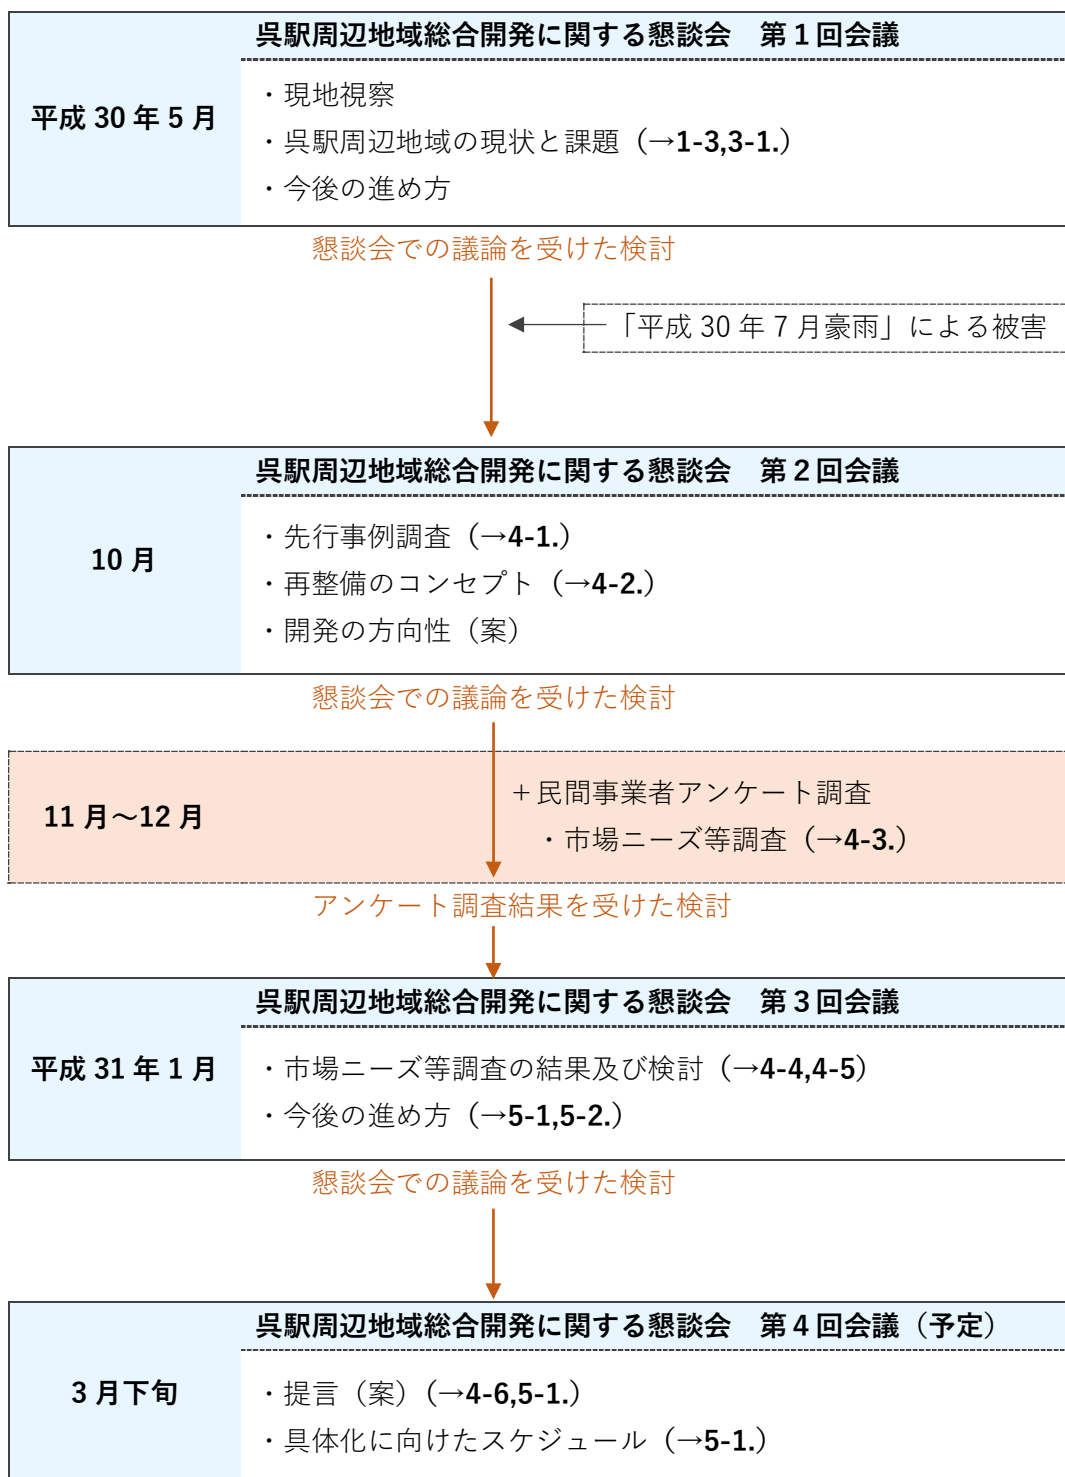 呉駅周辺地域総合開発に関する懇談会　第１回会議
平成 30 年 5 月
・現地視察
・呉駅周辺地域の現状と課題（→1-3,3-1.）
・今後の進め方
懇談会での議論を受けた検討
「平成 30 年 7 月豪雨」による被害
呉駅周辺地域総合開発に関する懇談会　第２回会議
10 月
・先行事例調査（→4-1.）
・再整備のコンセプト（→4-2.）
・開発の方向性（案）
懇談会での議論を受けた検討
11 月～12 月
＋民間事業者アンケート調査
・市場ニーズ等調査（→4-3.）
アンケート調査結果を受けた検討
呉駅周辺地域総合開発に関する懇談会　第３回会議
平成 31 年 1 月
・市場ニーズ等調査の結果及び検討（→4-4,4-5）
・今後の進め方（→5-1,5-2.）
懇談会での議論を受けた検討
呉駅周辺地域総合開発に関する懇談会　第４回会議（予定）
3 月下旬
・提言（案）（→4-6,5-1.）
・具体化に向けたスケジュール（→5-1.）